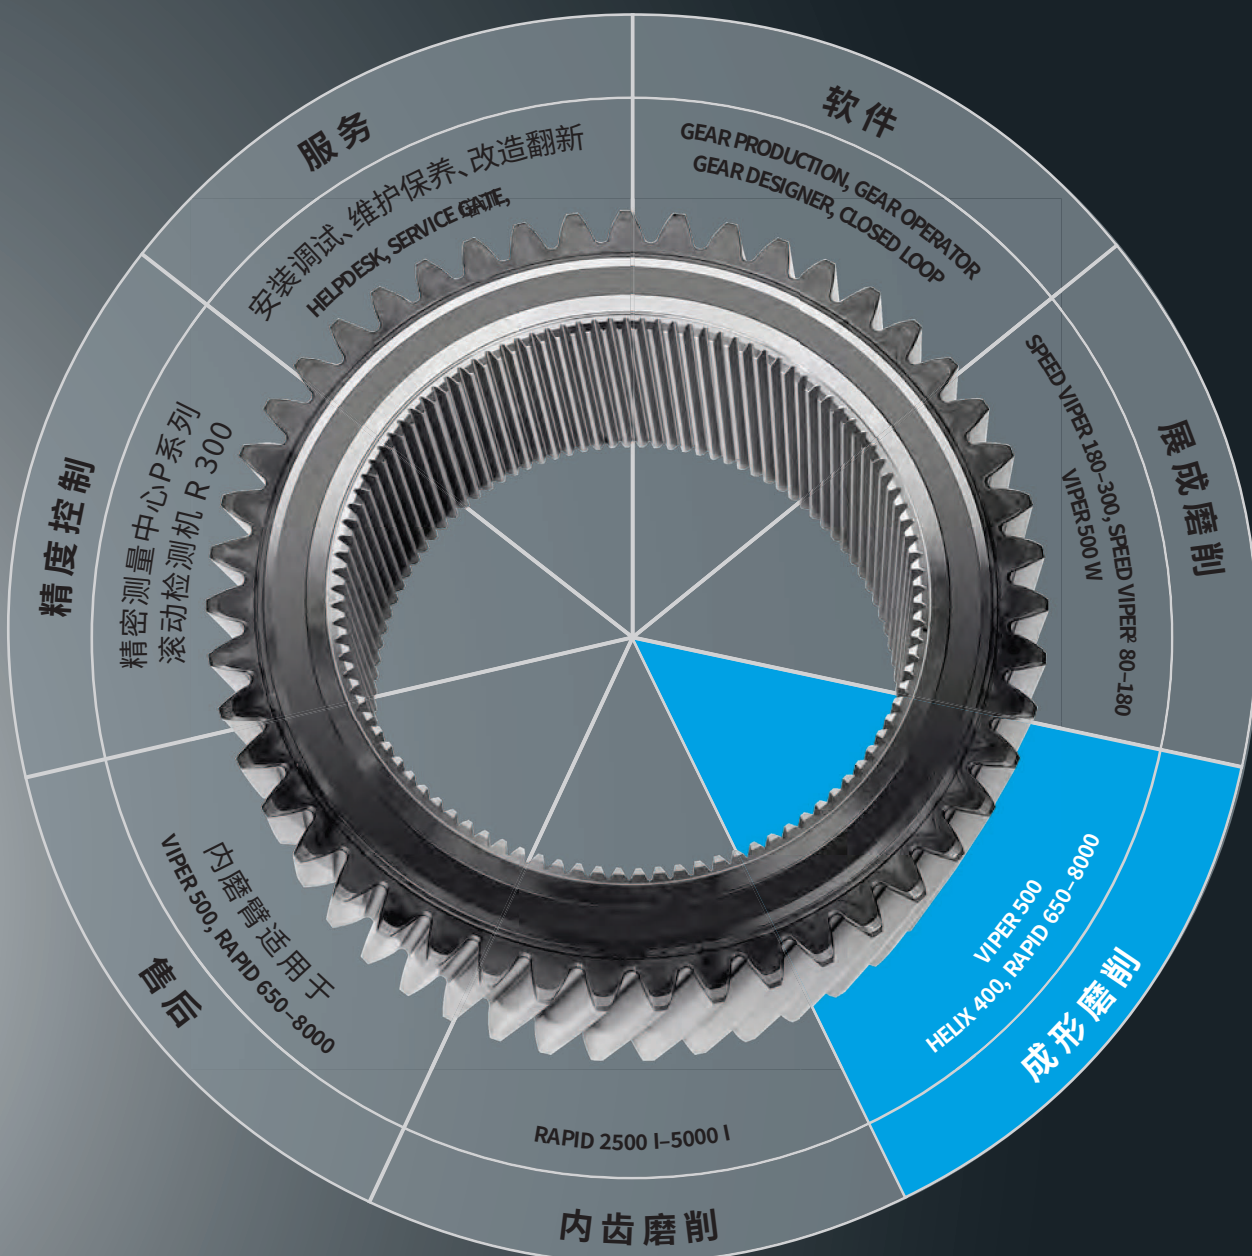 软件
GEAR PRODUCTION, GEAR OPERATOR
GEAR DESIGNER, CLOSED LOOP
展成磨削
SPEED VIPER 180–300, SPEED VIPER² 80–180
VIPER 500 W
成形磨削
VIPER 500
HELIX 400, RAPID 650–8000
内齿磨削
RAPID 2500 I–5000 I
售后
内磨臂适用于
VIPER 500, RAPID 650–8000
精度控制
精密测量中心P系列
滚动检测机 R 300
服务
安装调试、维护保养、改造翻新
HELPDESK, SERVICE GATE,